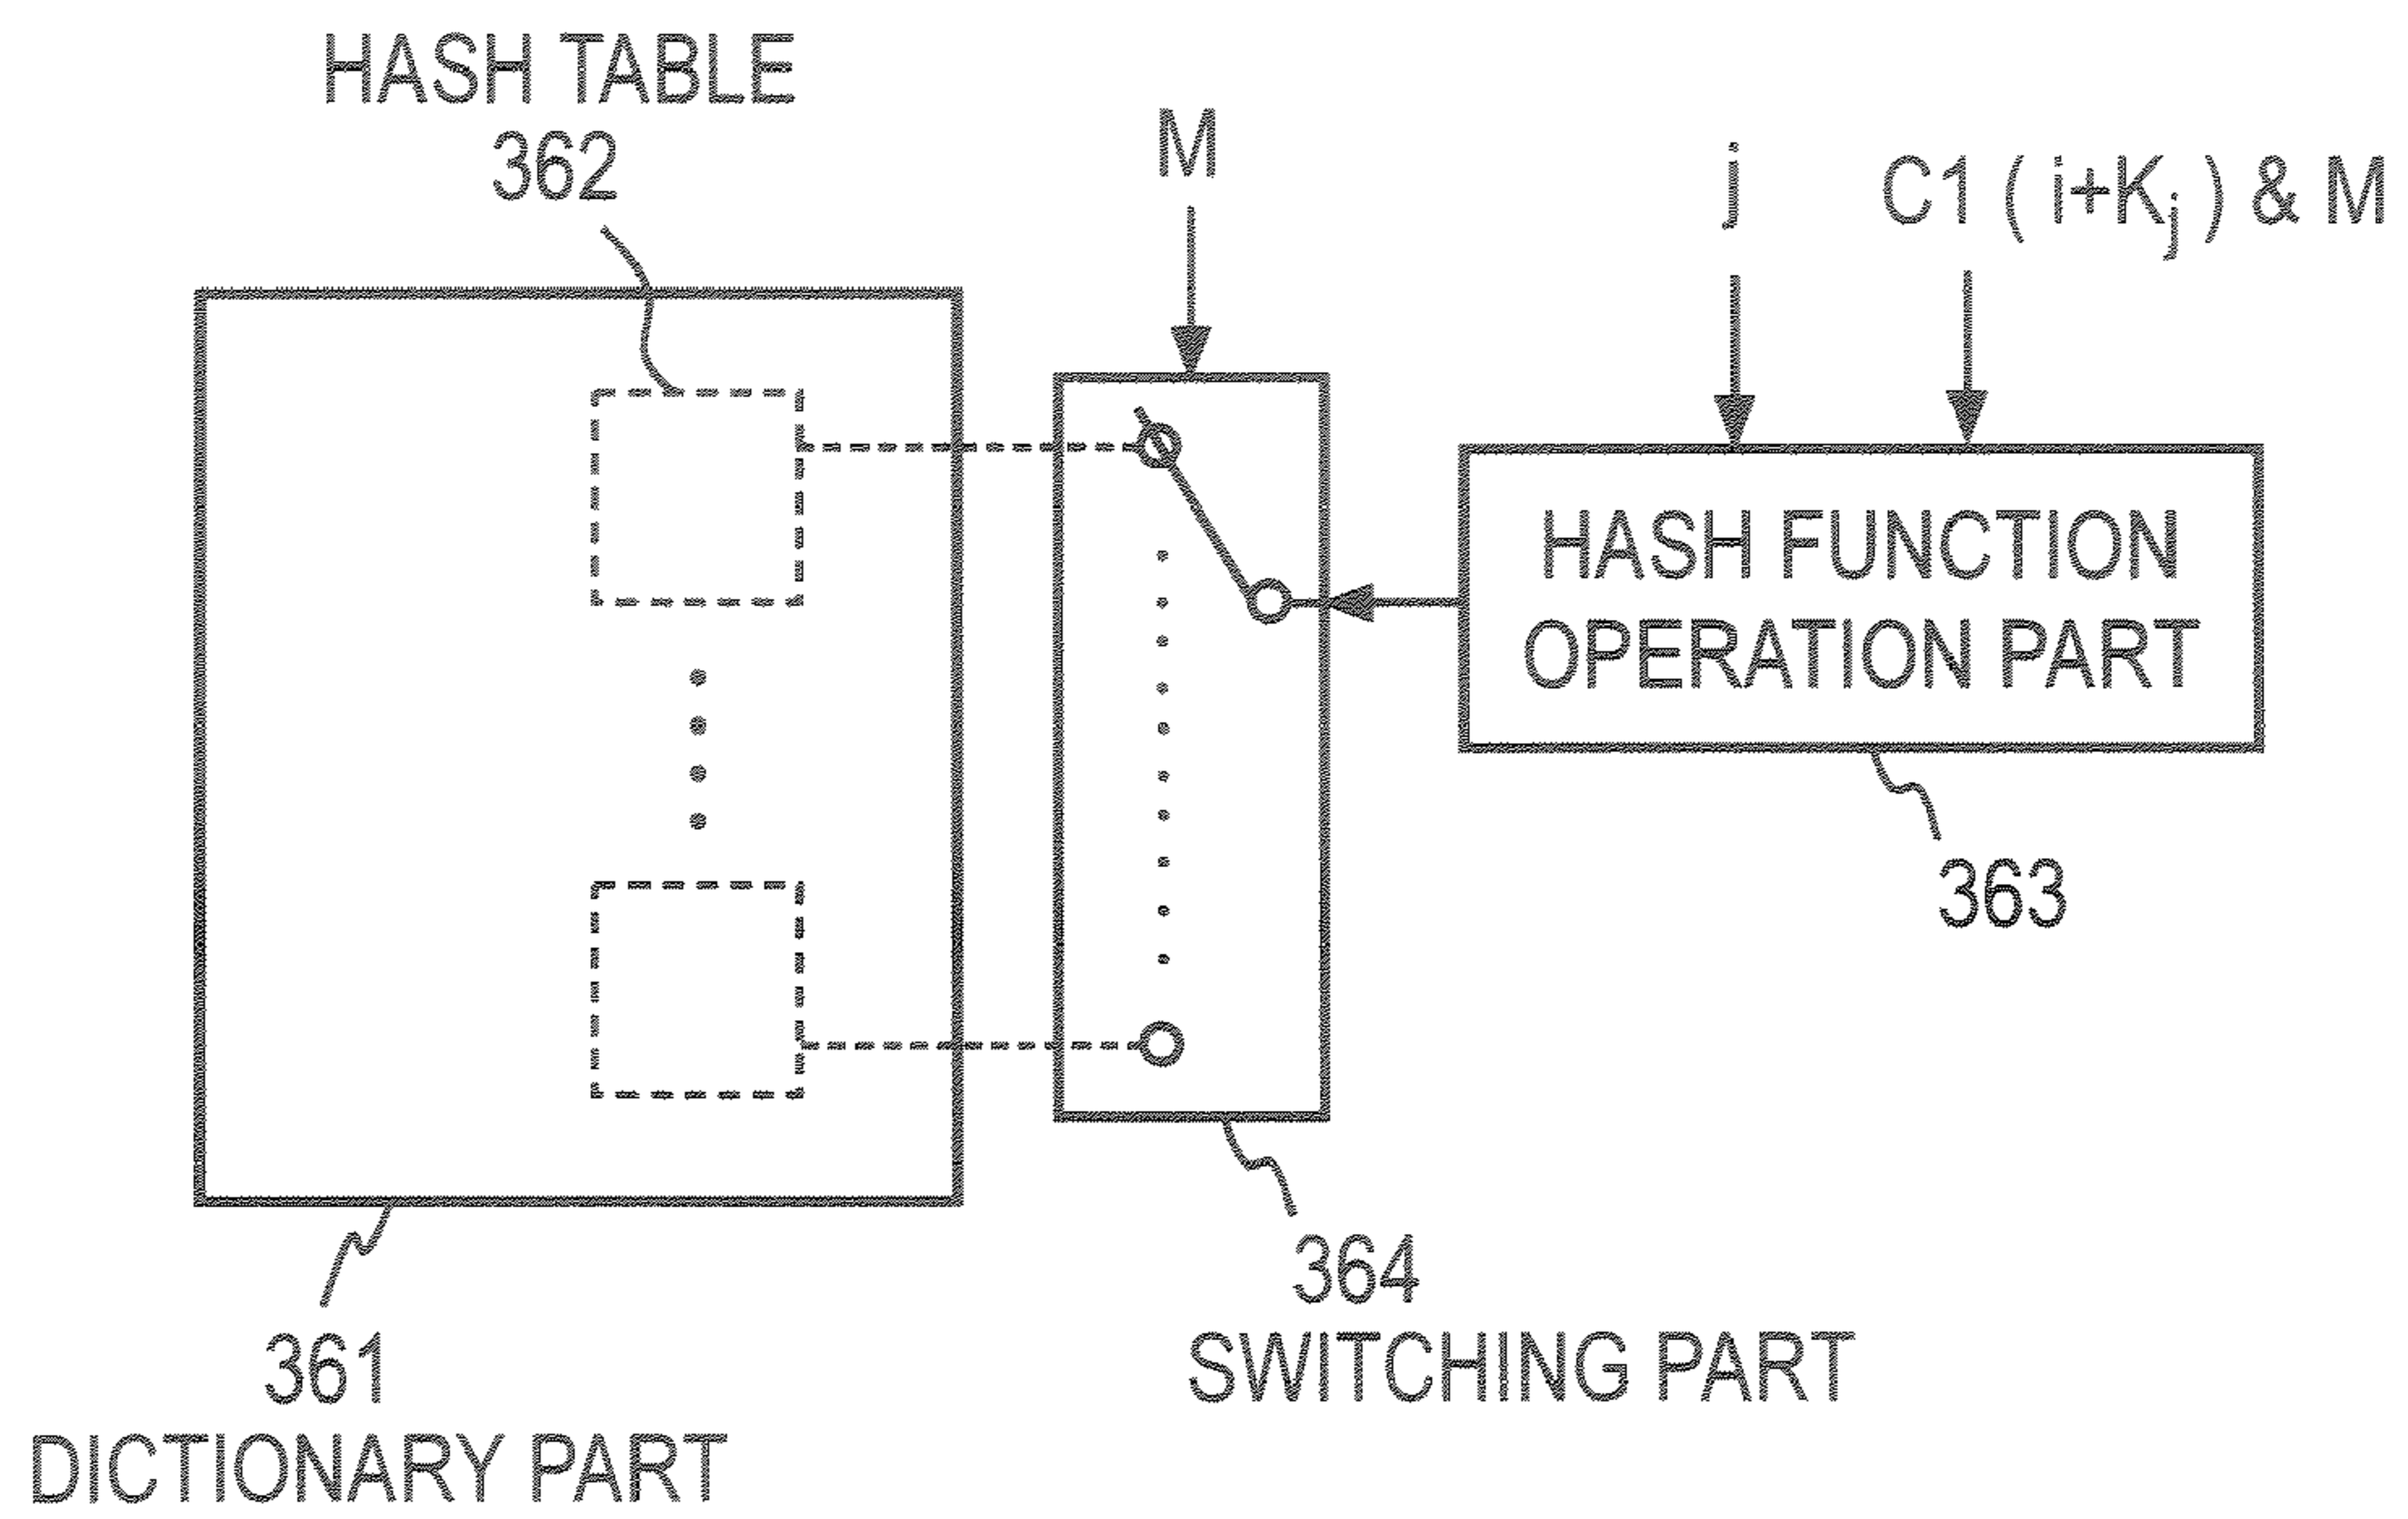 HASH TABLE
362
M
j
C1 ( i+Kj ) & M
HASH FUNCTION
OPERATION PART
363
364
SWITCHING PART
361
DICTIONARY PART